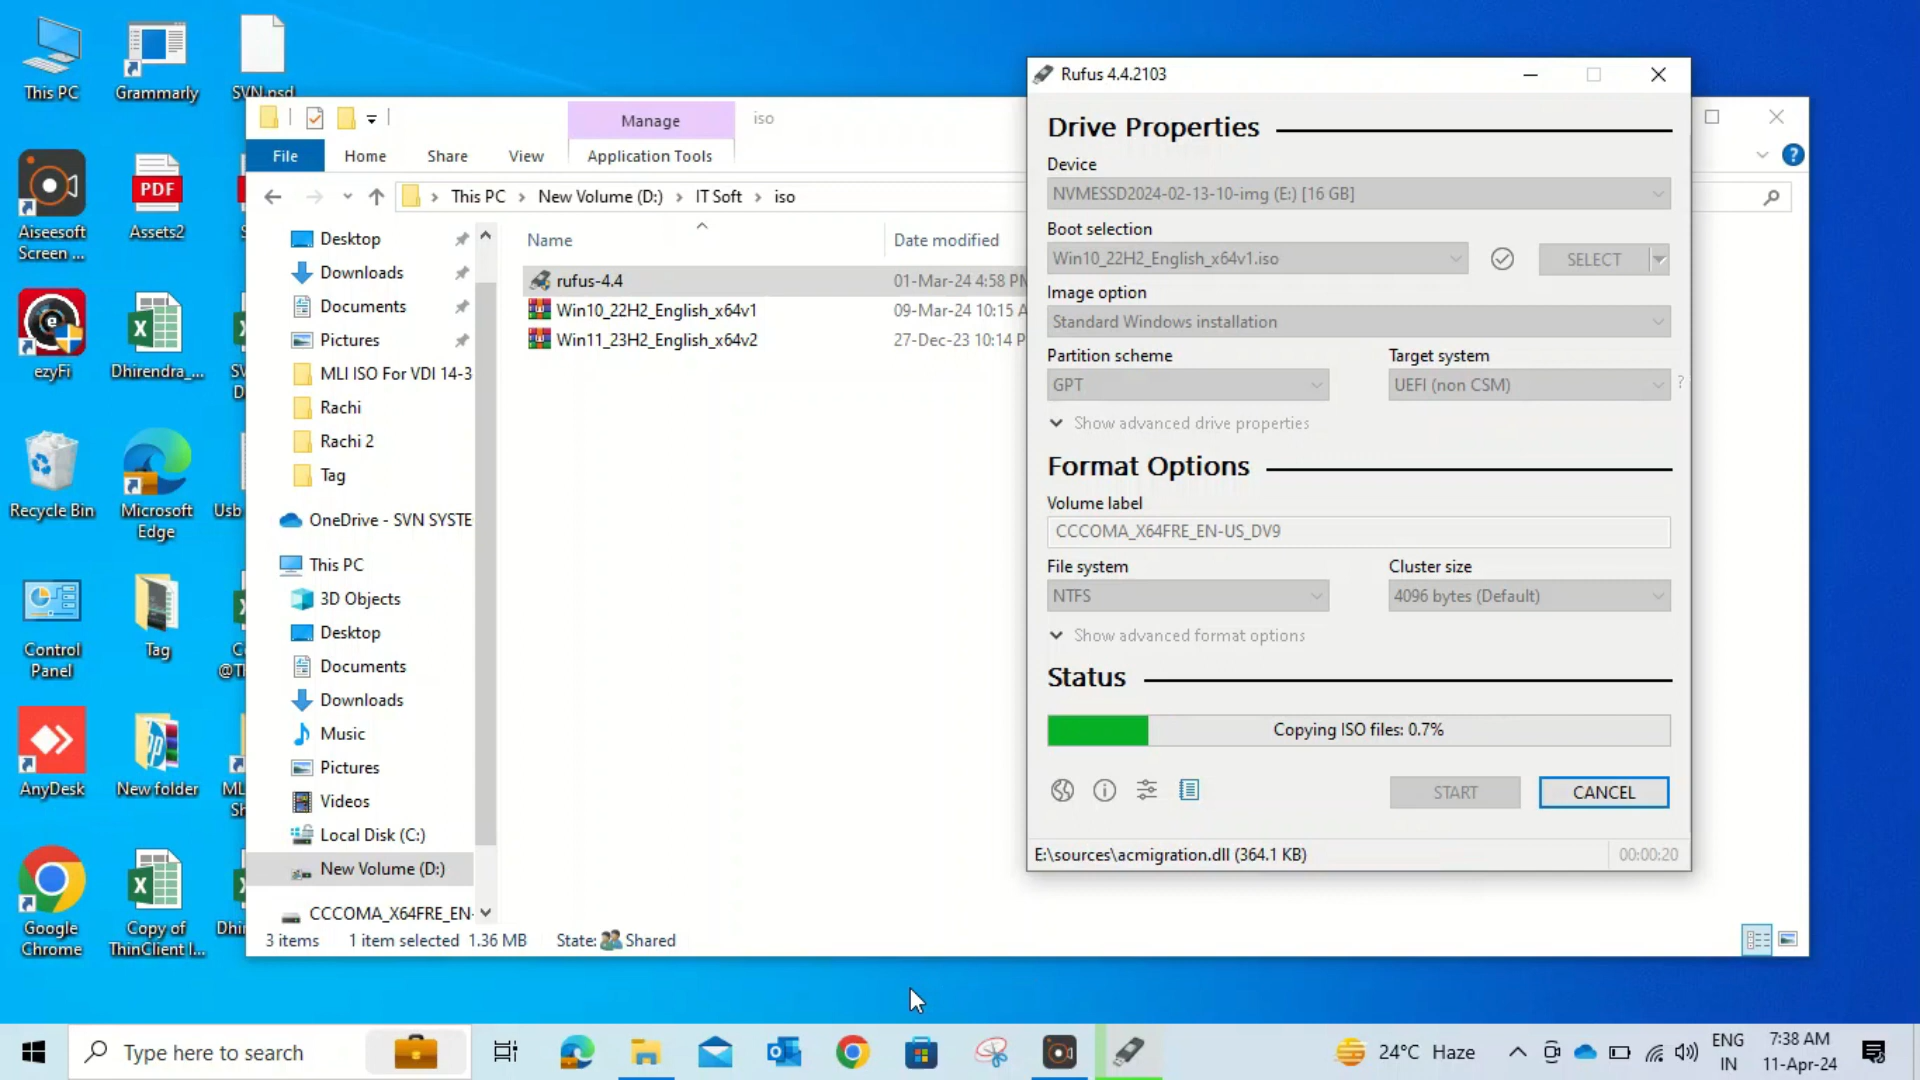 This PC
Grammarly
SVN.psd
Aiseesoft
Screen ...
PDF
Assets2
ezyFi
Dhirendra_...
Recycle Bin
Microsoft
Edge
Usb
Control
Panel
Tag
AnyDesk
New folder
Google
Chrome
Copy of
ThinClient I...
Dhir
Manage
iso
File
Home
Share
View
Application Tools
This PC
New Volume (D:)
IT Soft
iso
Name
Date modified
rufus-4.4
01-Mar-24 4:58 PM
Win10_22H2_English_x64v1
09-Mar-24 10:15 A
Win11_23H2_English_x64v2
27-Dec-23 10:14 P
Desktop
Downloads
Documents
Pictures
MLI ISO For VDI 14-3
Rachi
Rachi 2
Tag
OneDrive - SVN SYSTE
This PC
3D Objects
Desktop
Documents
Downloads
Music
Pictures
Videos
Local Disk (C:)
New Volume (D:)
CCCOMA_X64FRE_EN-
3 items
1 item selected 1.36 MB
State: Shared
Rufus 4.4.2103
Drive Properties
Device
NVMESSD2024-02-13-10-img (E:) [16 GB]
Boot selection
Win10_22H2_English_x64v1.iso
SELECT
Image option
Standard Windows installation
Partition scheme
Target system
GPT
UEFI (non CSM)
?
Show advanced drive properties
Format Options
Volume label
CCCOMA_X64FRE_EN-US_DV9
File system
Cluster size
NTFS
4096 bytes (Default)
Show advanced format options
Status
Copying ISO files: 0.7%
START
CANCEL
E:\sources\acmigration.dll (364.1 KB)
00:00:20
Type here to search
24°C Haze
ENG
IN
7:38 AM
11-Apr-24